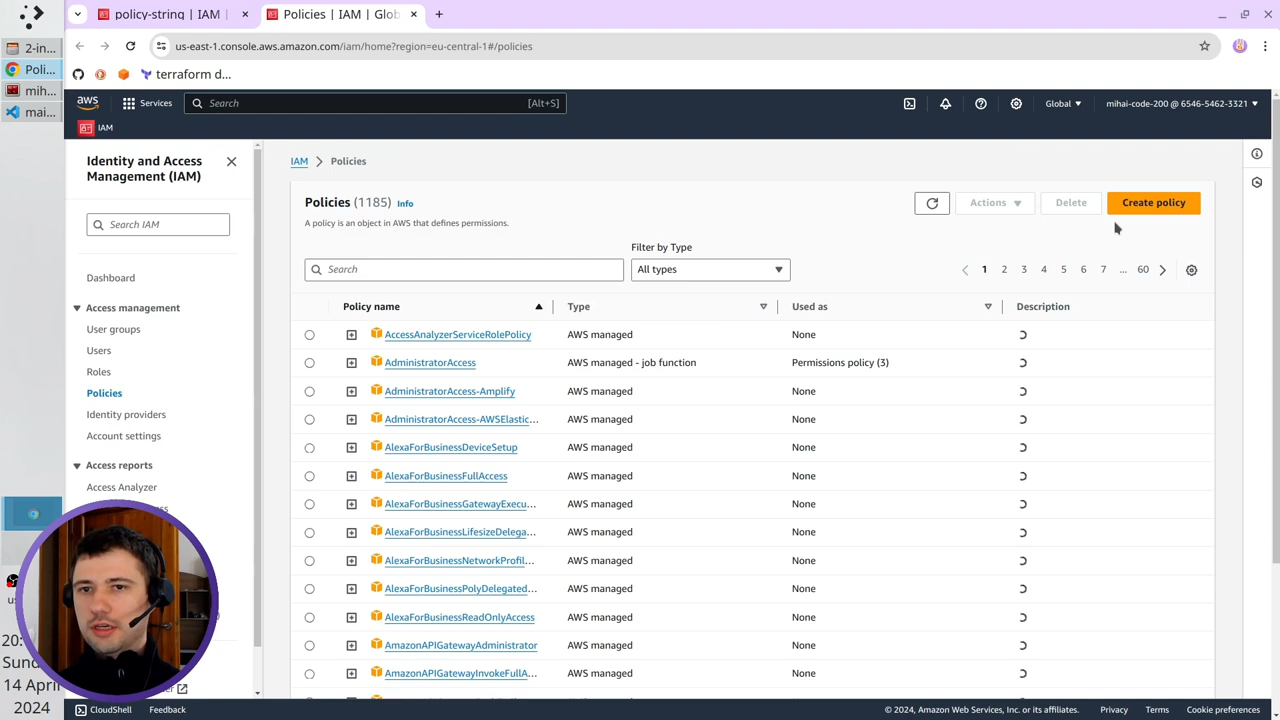 policy-string | IAM |
Policies | IAM | Glob
2-in...
Poli...
mih...
mai...
us-east-1.console.aws.amazon.com/iam/home?region=eu-central-1#/policies
terraform d...
aws
Services
Search
[Alt+S]
Global
mihai-code-200 @ 6546-5462-3321
IAM
Identity and Access
Management (IAM)
Search IAM
Dashboard
Access management
User groups
Users
Roles
Policies
Identity providers
Account settings
Access reports
Access Analyzer
IAM > Policies
Policies (1185) Info
A policy is an object in AWS that defines permissions.
Actions
Delete
Create policy
Filter by Type
Search
All types
1 2 3 4 5 6 7 ... 60
Policy name Type Used as Description
AccessAnalyzerServiceRolePolicy AWS managed None
AdministratorAccess AWS managed - job function Permissions policy (3)
AdministratorAccess-Amplify AWS managed None
AdministratorAccess-AWSElastic... AWS managed None
AlexaForBusinessDeviceSetup AWS managed None
AlexaForBusinessFullAccess AWS managed None
AlexaForBusinessGatewayExecu... AWS managed None
AlexaForBusinessLifesizeDelega... AWS managed None
AlexaForBusinessNetworkProfil... AWS managed None
AlexaForBusinessPolyDelegated... AWS managed None
AlexaForBusinessReadOnlyAccess AWS managed None
AmazonAPIGatewayAdministrator AWS managed None
AmazonAPIGatewayInvokeFullA... AWS managed None
20:
Sund
14 April
2024
CloudShell
Feedback
© 2024, Amazon Web Services, Inc. or its affiliates.
Privacy
Terms
Cookie preferences